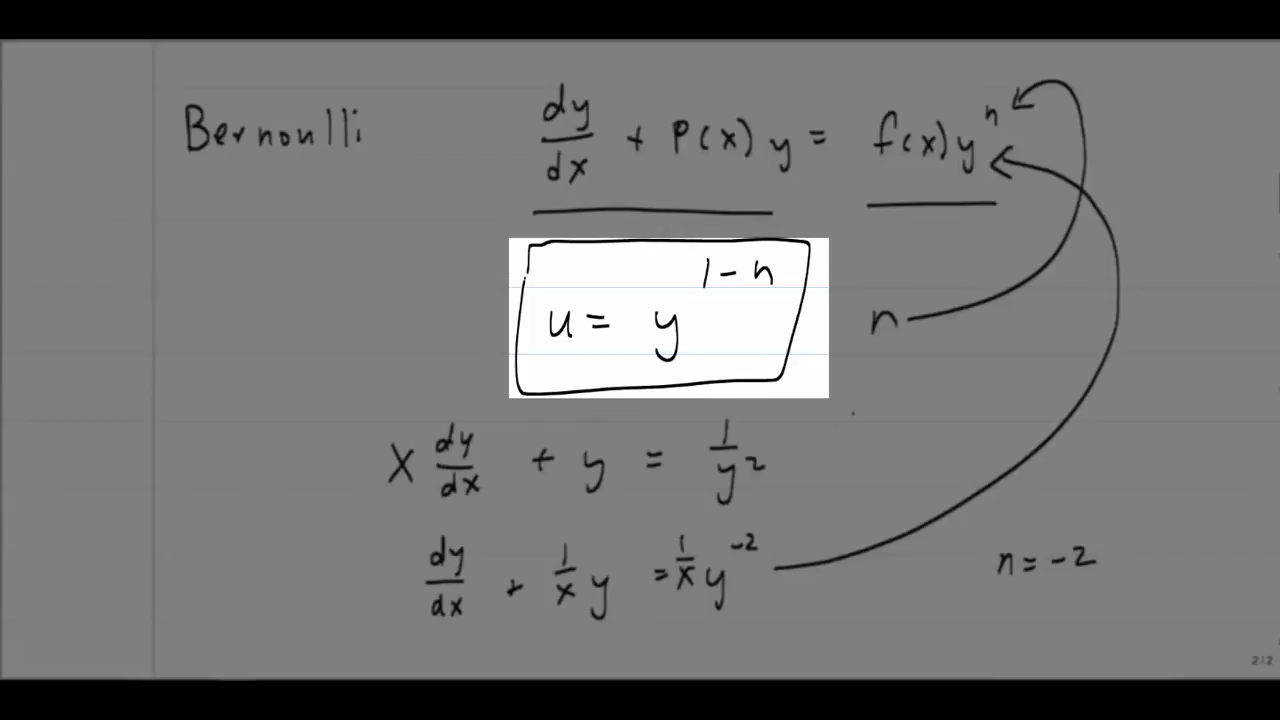 Bernoulli dy/dx + P(x) y = f(x) y^n
u = y^(1-n) n
x dy/dx + y = 1/y^2
dy/dx + 1/x y = 1/x y^-2 n = -2
2/2